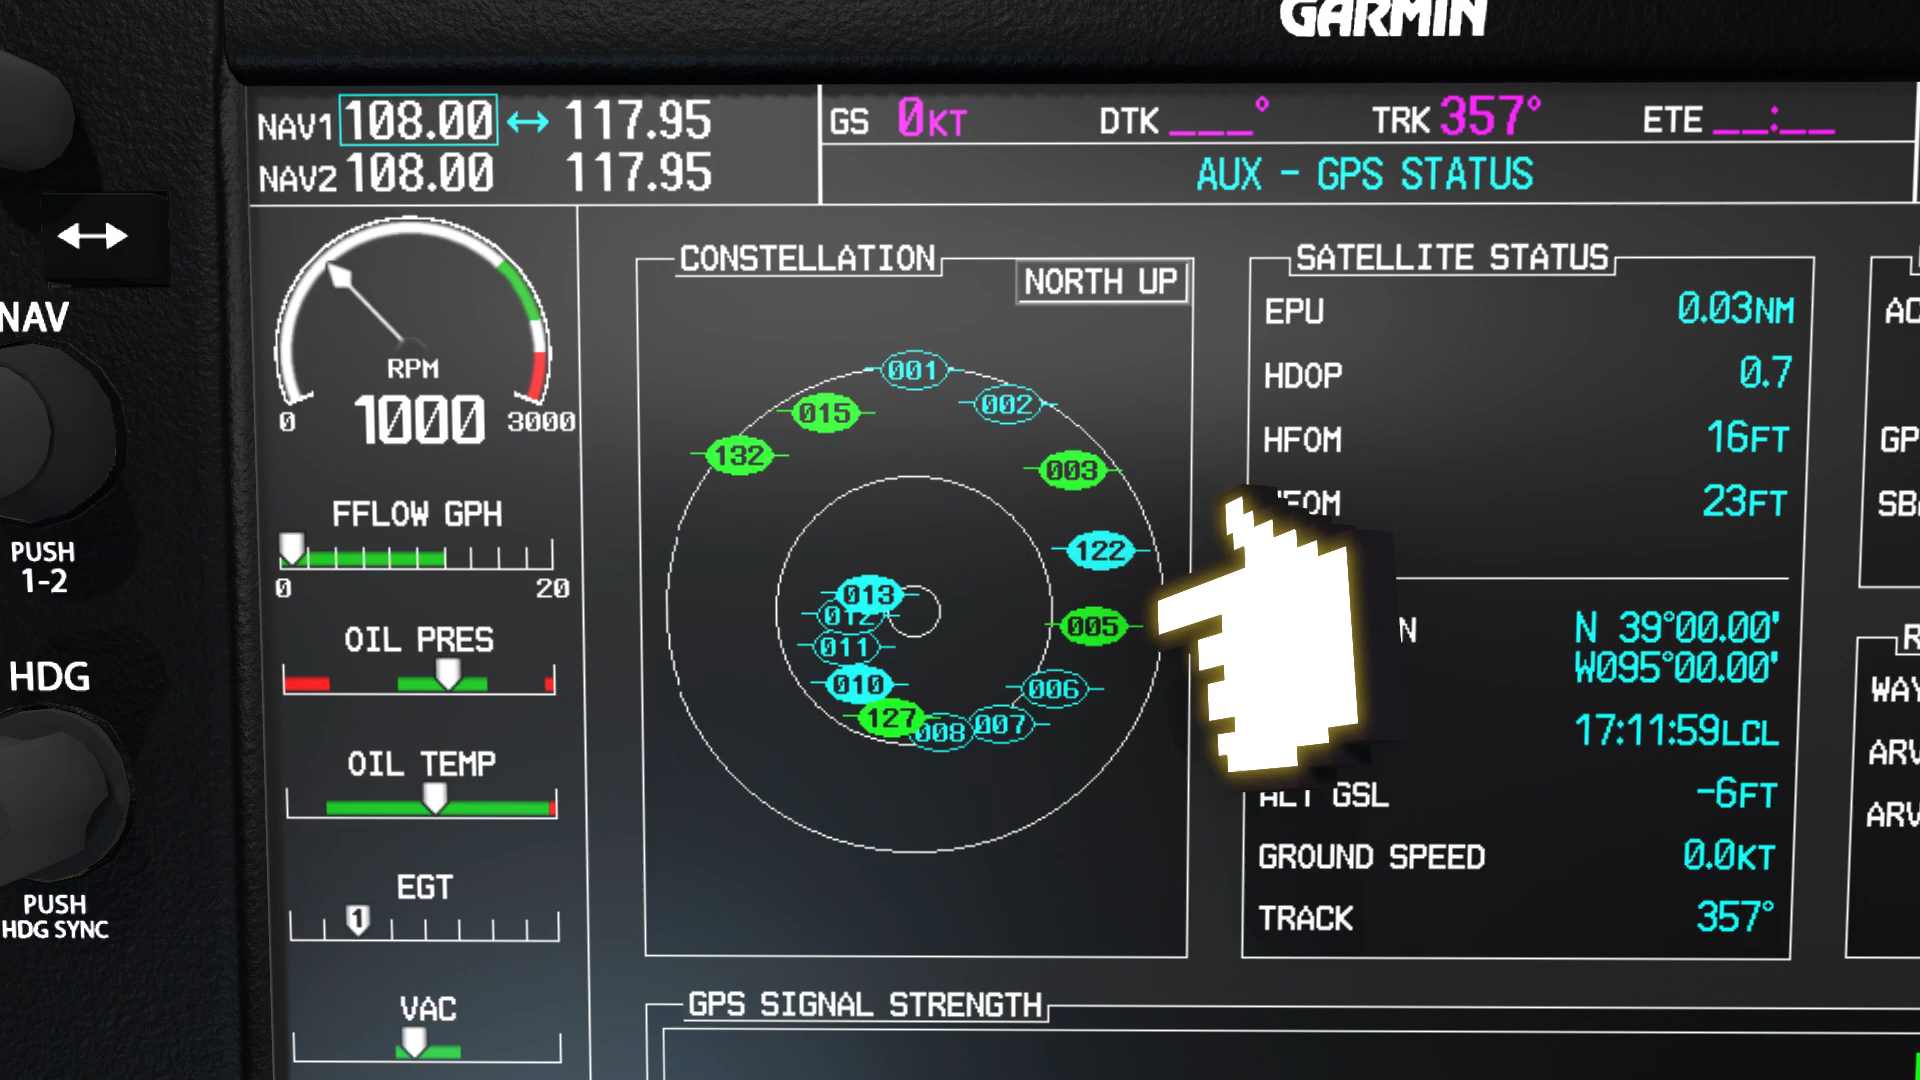 GARMIN
NAV1 108.00 ↔ 117.95
NAV2 108.00 117.95
GS 0KT DTK ___° TRK 357° ETE __:__
AUX - GPS STATUS
NAV
PUSH
1-2
HDG
PUSH
HDG SYNC
RPM
1000
0 3000
FFLOW GPH
0 20
OIL PRES
OIL TEMP
EGT
1
VAC
CONSTELLATION
NORTH UP
001
002
015
132
003
122
013
012
005
011
010
006
127
008
007
SATELLITE STATUS
EPU 0.03NM
HDOP 0.7
HFOM 16FT
23FT
N 39°00.00'
W095°00.00'
17:11:59LCL
ALT GSL -6FT
GROUND SPEED 0.0KT
TRACK 357°
GPS SIGNAL STRENGTH